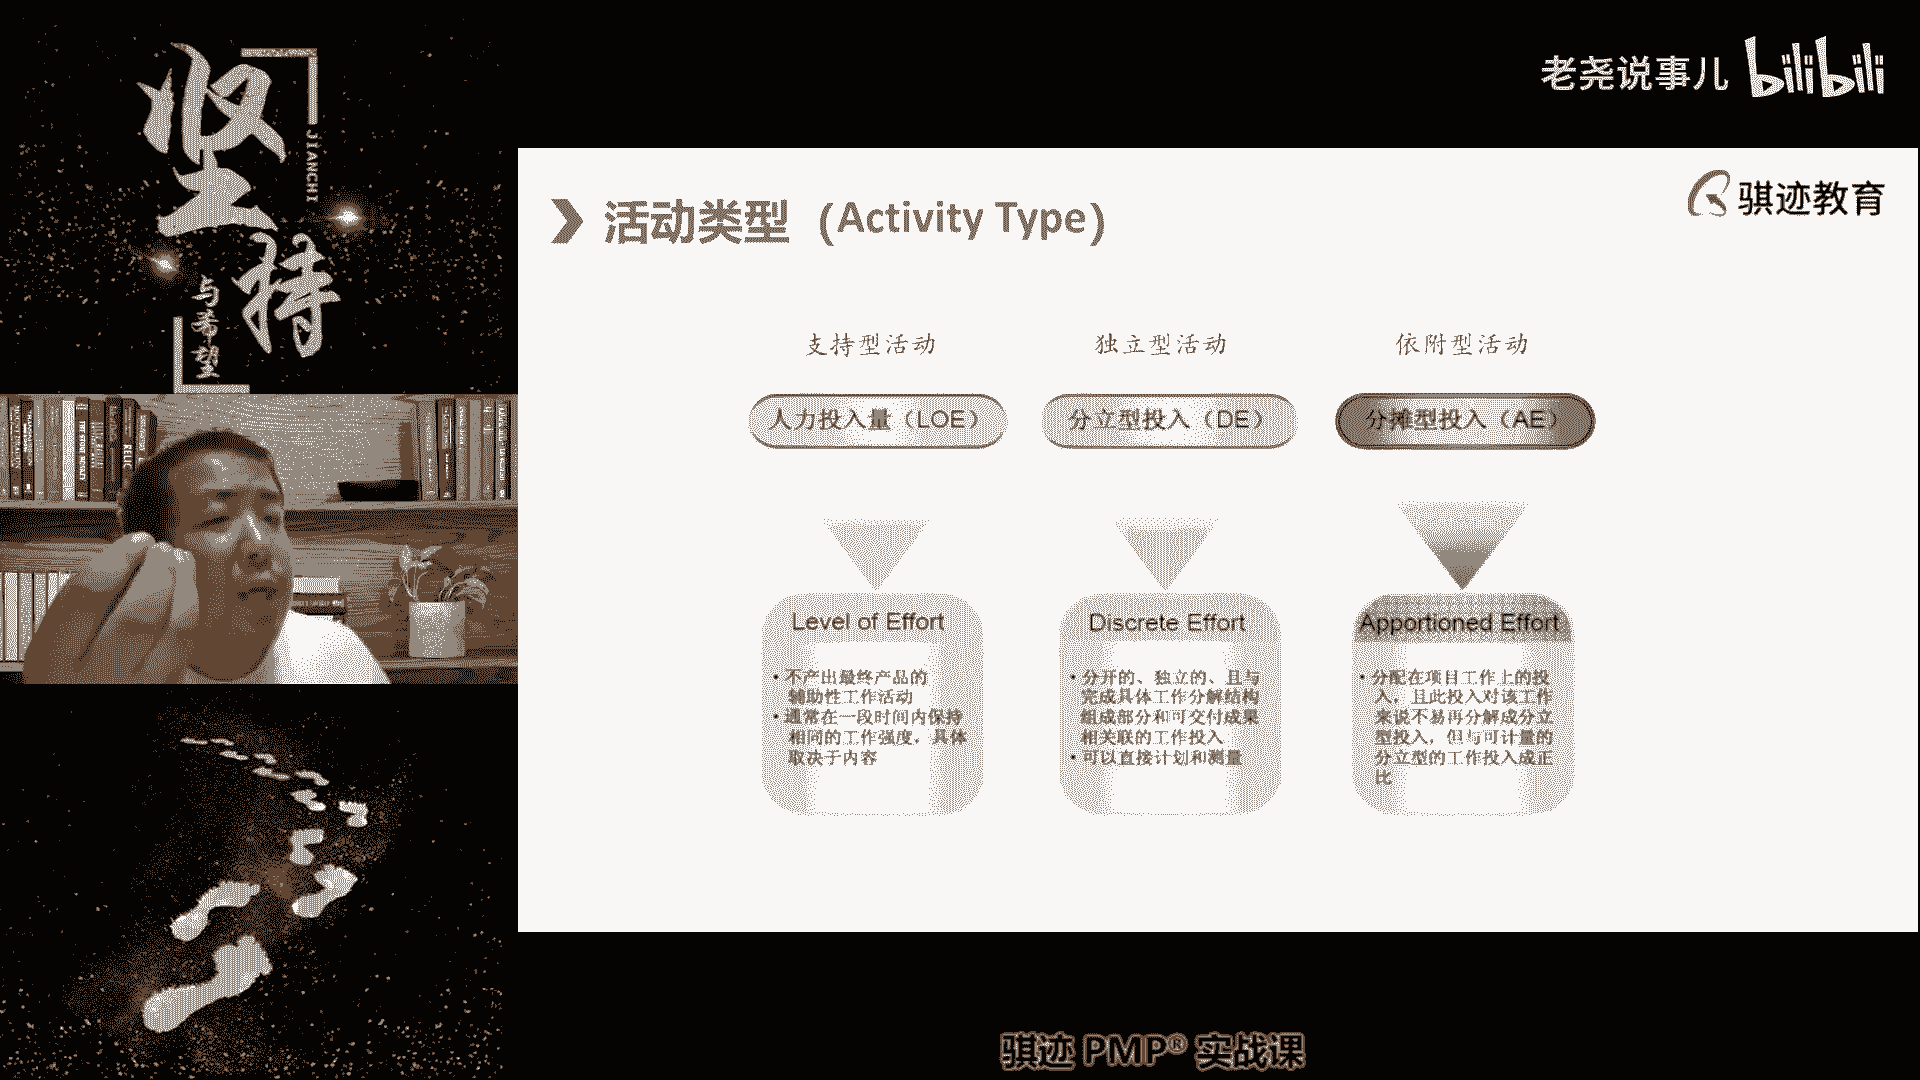 坚持
JIANCHI
与希望
老尧说事儿 bilibili
骐迹教育
活动类型（Activity Type）
支持型活动
独立型活动
依附型活动
人力投入量（LOE）
分立型投入（DE）
分摊型投入（AE）
Level of Effort
• 不产出最终产品的
辅助性工作活动
• 通常在一段时间内保持
相同的工作强度，具体
取决于内容
Discrete Effort
• 分开的、独立的、且与
完成具体工作分解结构
组成部分和可交付成果
相关联的工作投入
• 可以直接计划和测量
Apportioned Effort
• 分配在项目工作上的投
入，且此投入对该工作
来说不易再分解成分立
型投入，但与可计量的
分立型的工作投入成正
比
骐迹 PMP® 实战课